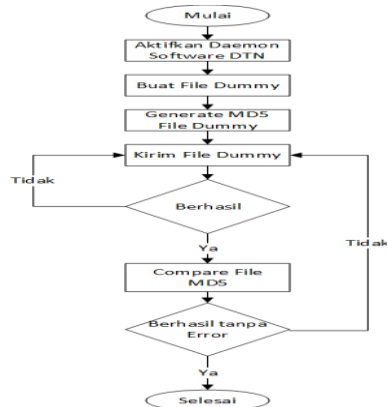 Mulai
Aktifkan Daemon
Software DTN
Buat File Dummy
Generate MD5
File Dummy
Kirim File Dummy
Tidak
Berhasil
Tidak
Ya
Compare File
MD5
Berhasil tanpa
Error
Ya
Selesai